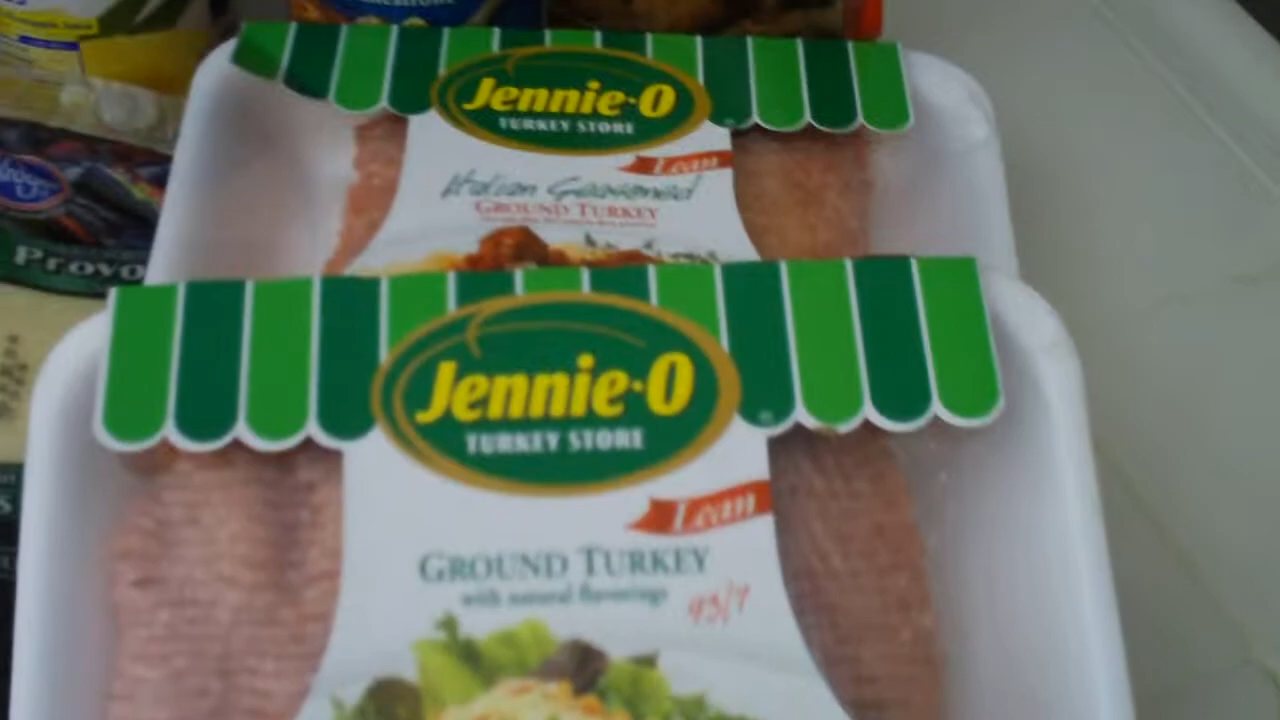 Jennie-O
TURKEY STORE
Lean
Italian Seasoned
GROUND TURKEY
Provo
Jennie-O
TURKEY STORE
Lean
GROUND TURKEY
with natural flavorings
93/7